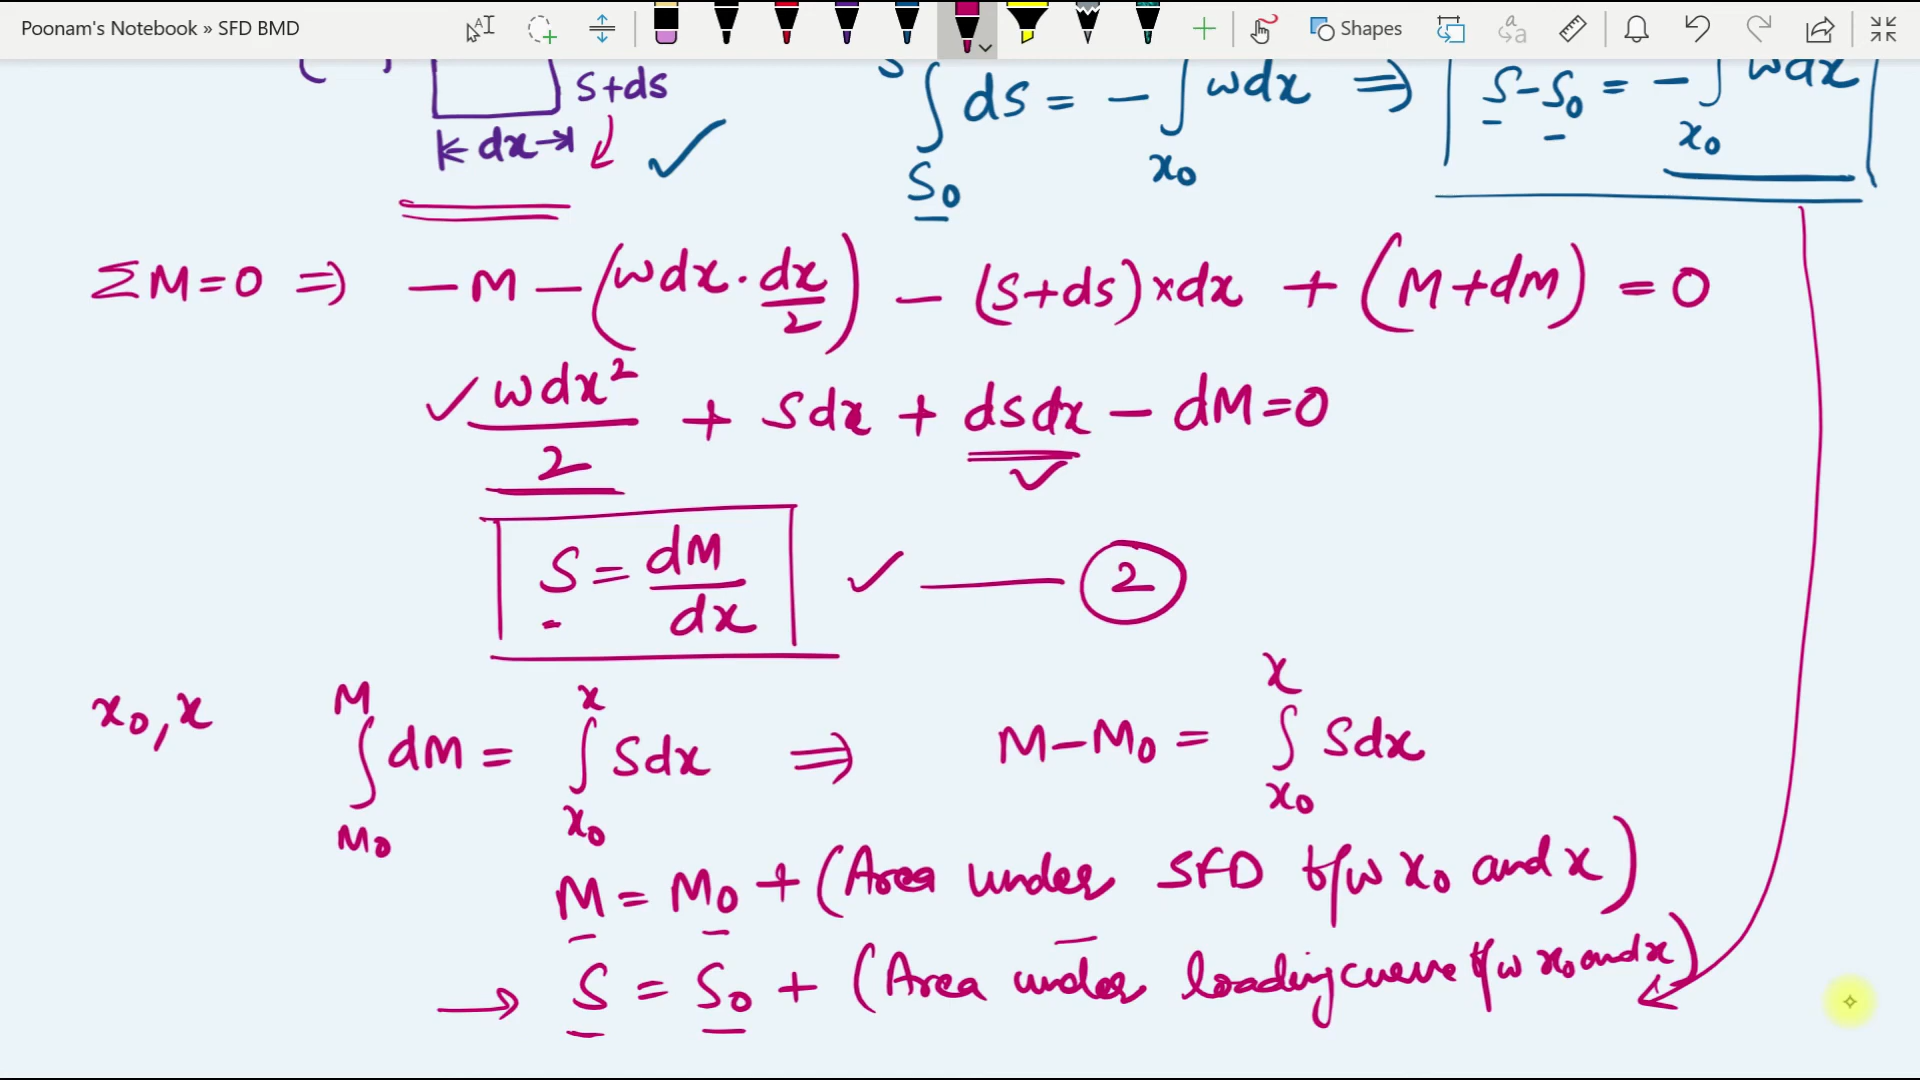 Poonam's Notebook » SFD BMD
Shapes
S+ds
dx
∫ ds = - ∫ wdx ⇒ S-S₀ = - ∫ wdx
S₀ x₀ x₀
ΣM=0 ⇒ -M-(wdx·dx/2) - (S+ds)×dx + (M+dM) = 0
wdx²/2 + Sdx + dsdx - dM=0
S = dM/dx ② 
x₀, x
M x x
∫ dM = ∫ Sdx ⇒ M-M₀ = ∫ Sdx
M₀ x₀ x₀
M = M₀ + (Area under SFD b/w x₀ and x)
→ S = S₀ + (Area under loading curve b/w x₀ and x)